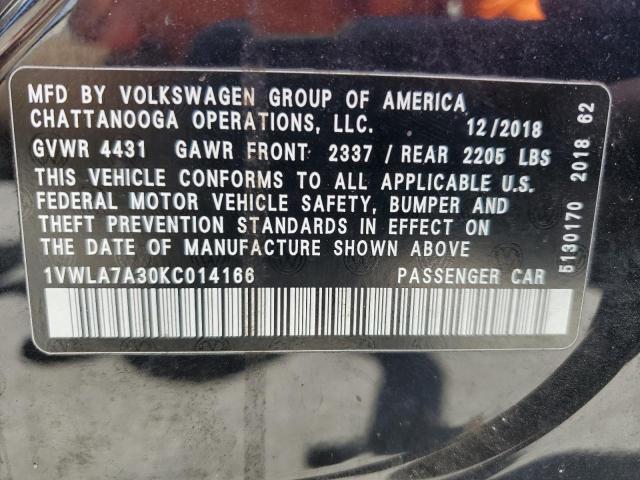 MFD BY VOLKSWAGEN GROUP OF AMERICA
CHATTANOOGA OPERATIONS, LLC. 12/2018
GVWR 4431 GAWR FRONT 2337/REAR 2205 LBS
THIS VEHICLE CONFORMS TO ALL APPLICABLE U.S.
FEDERAL MOTOR VEHICLE SAFETY, BUMPER AND
THEFT PREVENTION STANDARDS IN EFFECT ON
THE DATE OF MANUFACTURE SHOWN ABOVE
1VWLA7A30KC014166 PASSENGER CAR
5130170 2018 62